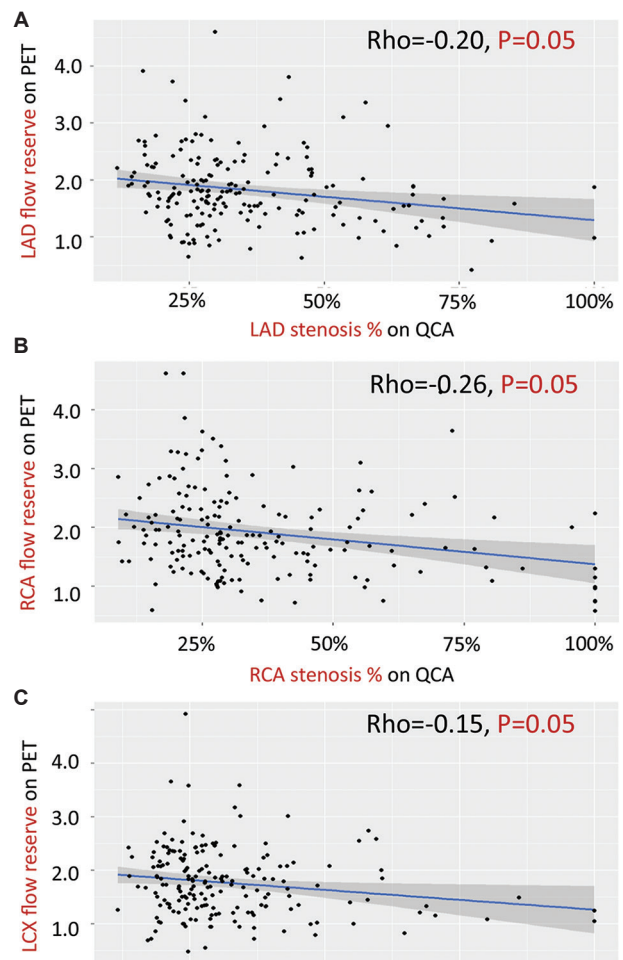 A
Rho=-0.20, P=0.05
LAD flow reserve on PET
4.0
3.0
2.0
1.0
25%
50%
75%
100%
LAD stenosis % on QCA
B
Rho=-0.26, P=0.05
RCA flow reserve on PET
4.0
3.0
2.0
1.0
25%
50%
75%
100%
RCA stenosis % on QCA
C
Rho=-0.15, P=0.05
LCX flow reserve on PET
4.0
3.0
2.0
1.0